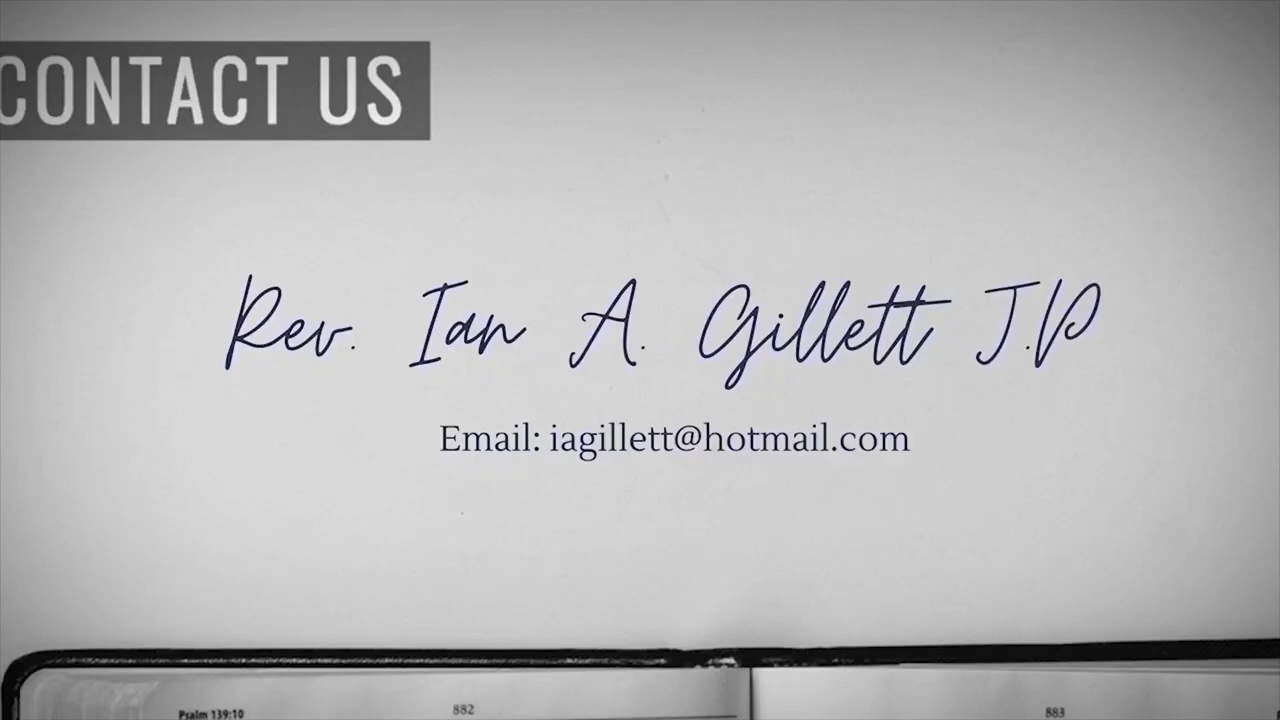 CONTACT US
Rev. Ian A. Gillett J.P
Email: iagillett@hotmail.com
Psalm 139:10
882
883